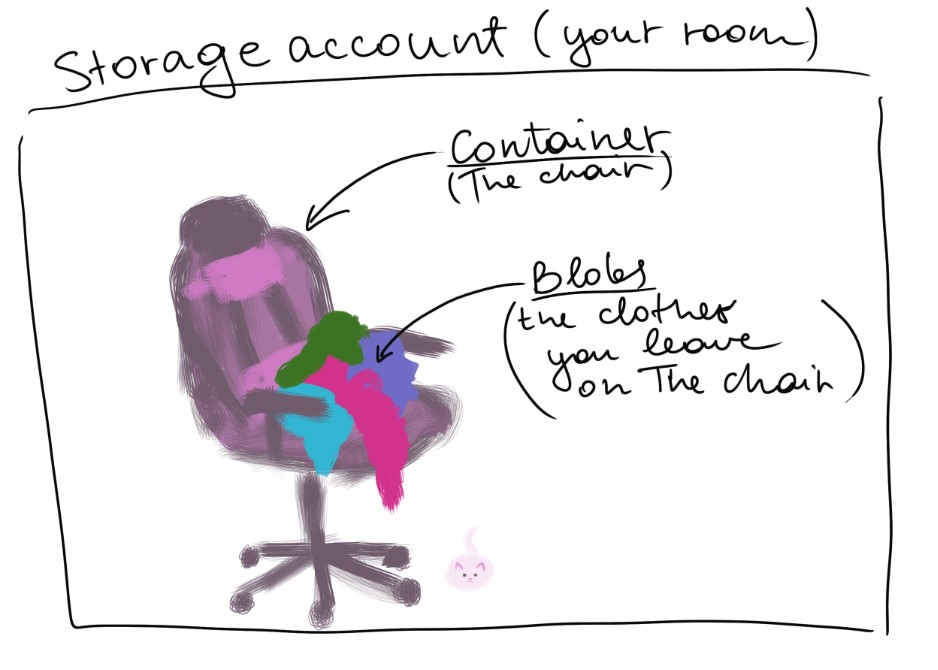 Storage account (your room)
Container
(The chair)
Blobs
(the clothes
you leave
on The chair)